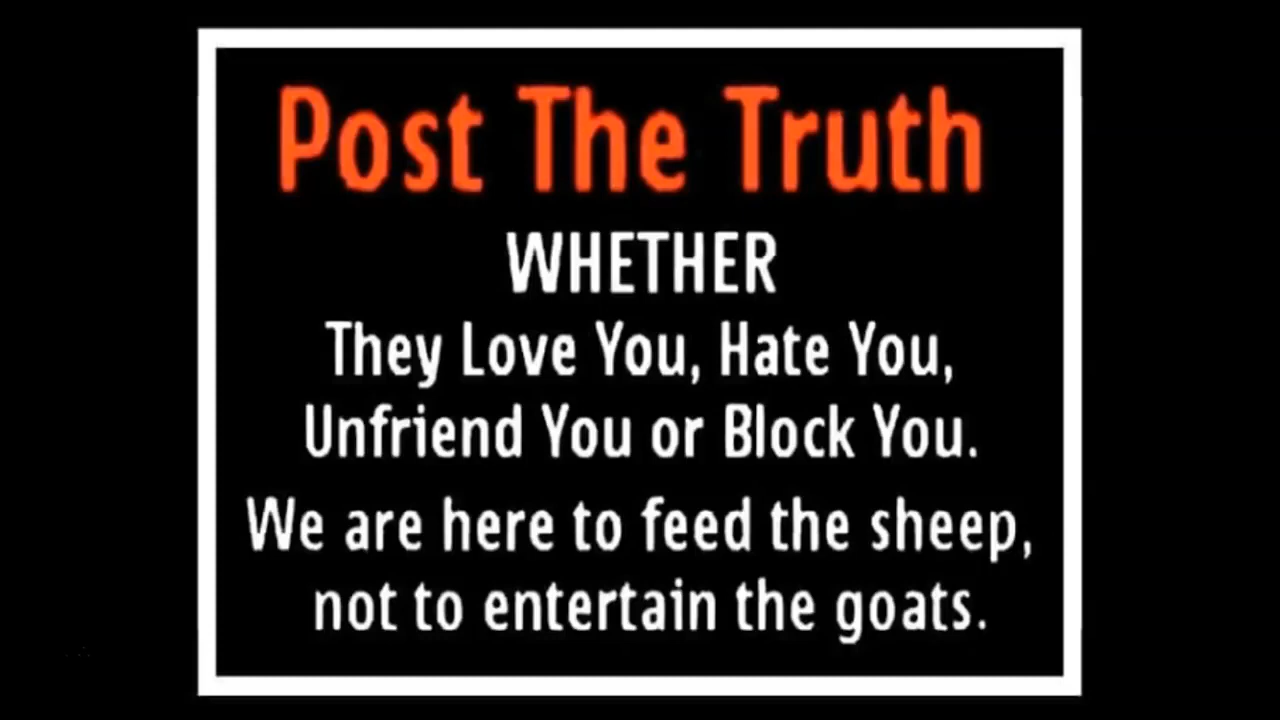 Post The Truth
WHETHER
They Love You, Hate You,
Unfriend You or Block You.
We are here to feed the sheep,
not to entertain the goats.